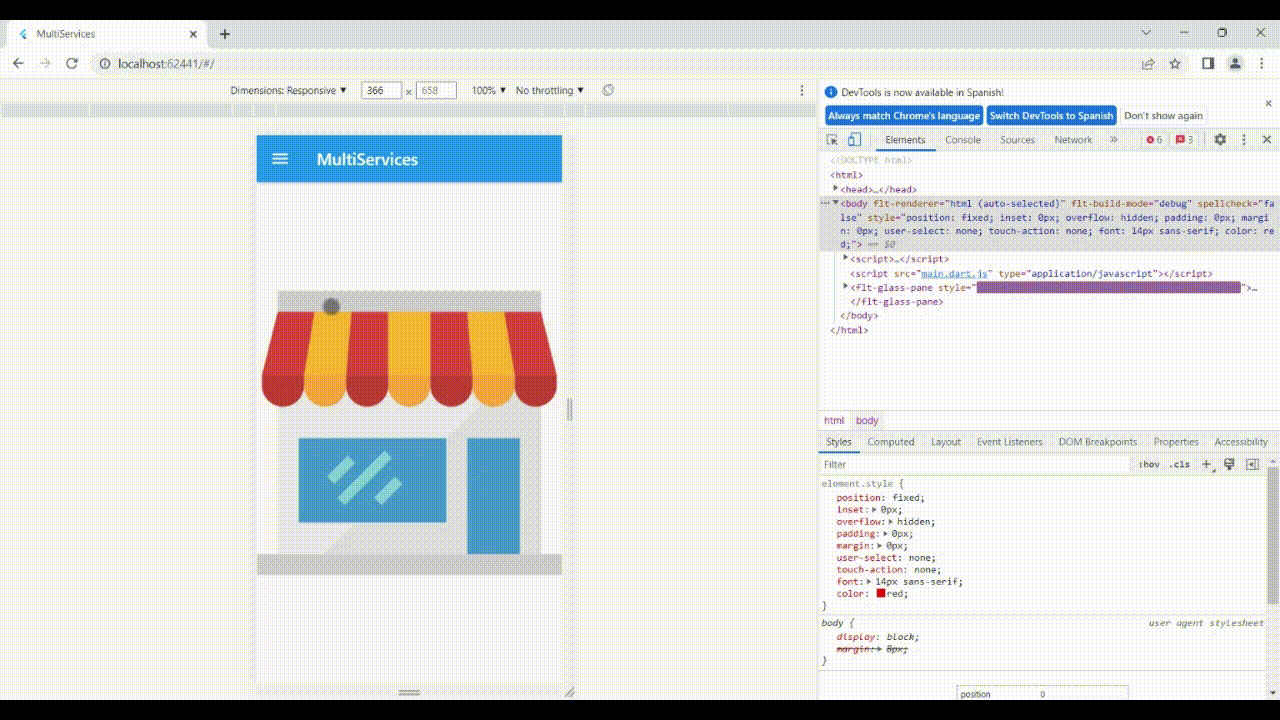 MultiServices
localhost:62441/#/
Dimensions: Responsive 366 × 658 100% No throttling
MultiServices
DevTools is now available in Spanish!
Always match Chrome's language Switch DevTools to Spanish Don't show again
Elements Console Sources Network » 6 3
<!DOCTYPE html>
<html>
<head>…</head>
<body flt-renderer="html (auto-selected)" flt-build-mode="debug" spellcheck="fa
lse" style="position: fixed; inset: 0px; overflow: hidden; padding: 0px; margi
n: 0px; user-select: none; touch-action: none; font: 14px sans-serif; color: re
d;"> == $0
<script>…</script>
<script src="main.dart.js" type="application/javascript"></script>
<flt-glass-pane style=" ">…
</flt-glass-pane>
</body>
</html>
html body
Styles Computed Layout Event Listeners DOM Breakpoints Properties Accessibility
Filter :hov .cls +
element.style {
position: fixed;
inset: 0px;
overflow: hidden;
padding: 0px;
margin: 0px;
user-select: none;
touch-action: none;
font: 14px sans-serif;
color: red;
}
body { user agent stylesheet
display: block;
margin: 8px;
}
position 0